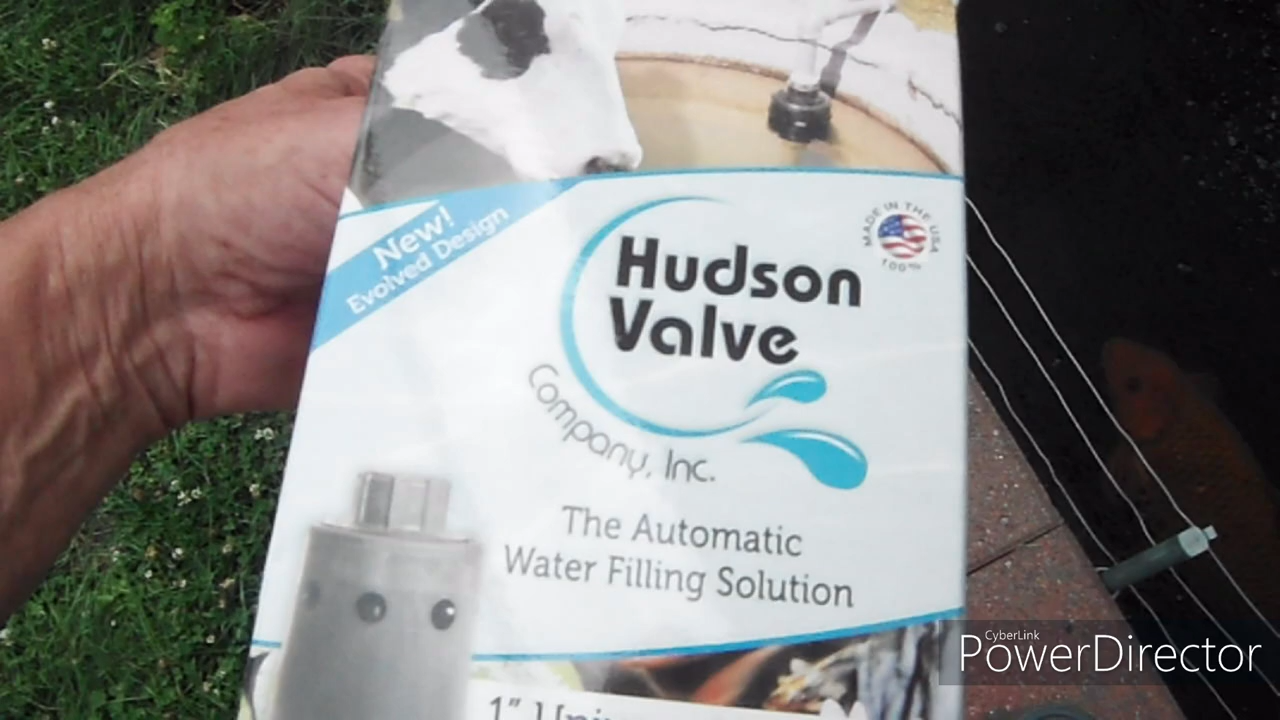 New!
Evolved Design
MADE IN THE USA
100%
Hudson
Valve
Company, Inc.
The Automatic
Water Filling Solution
1"
CyberLink
PowerDirector